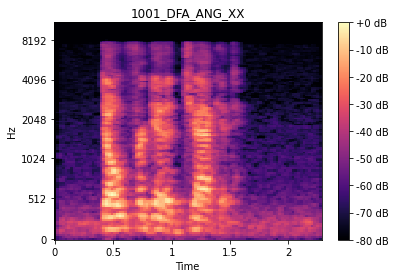 1001_DFA_ANG_XX
+0 dB
8192
-10 dB
4096
-20 dB
-30 dB
2048
Hz
-40 dB
1024
-50 dB
-60 dB
512
-70 dB
0
-80 dB
0 0.5 1 1.5 2
Time